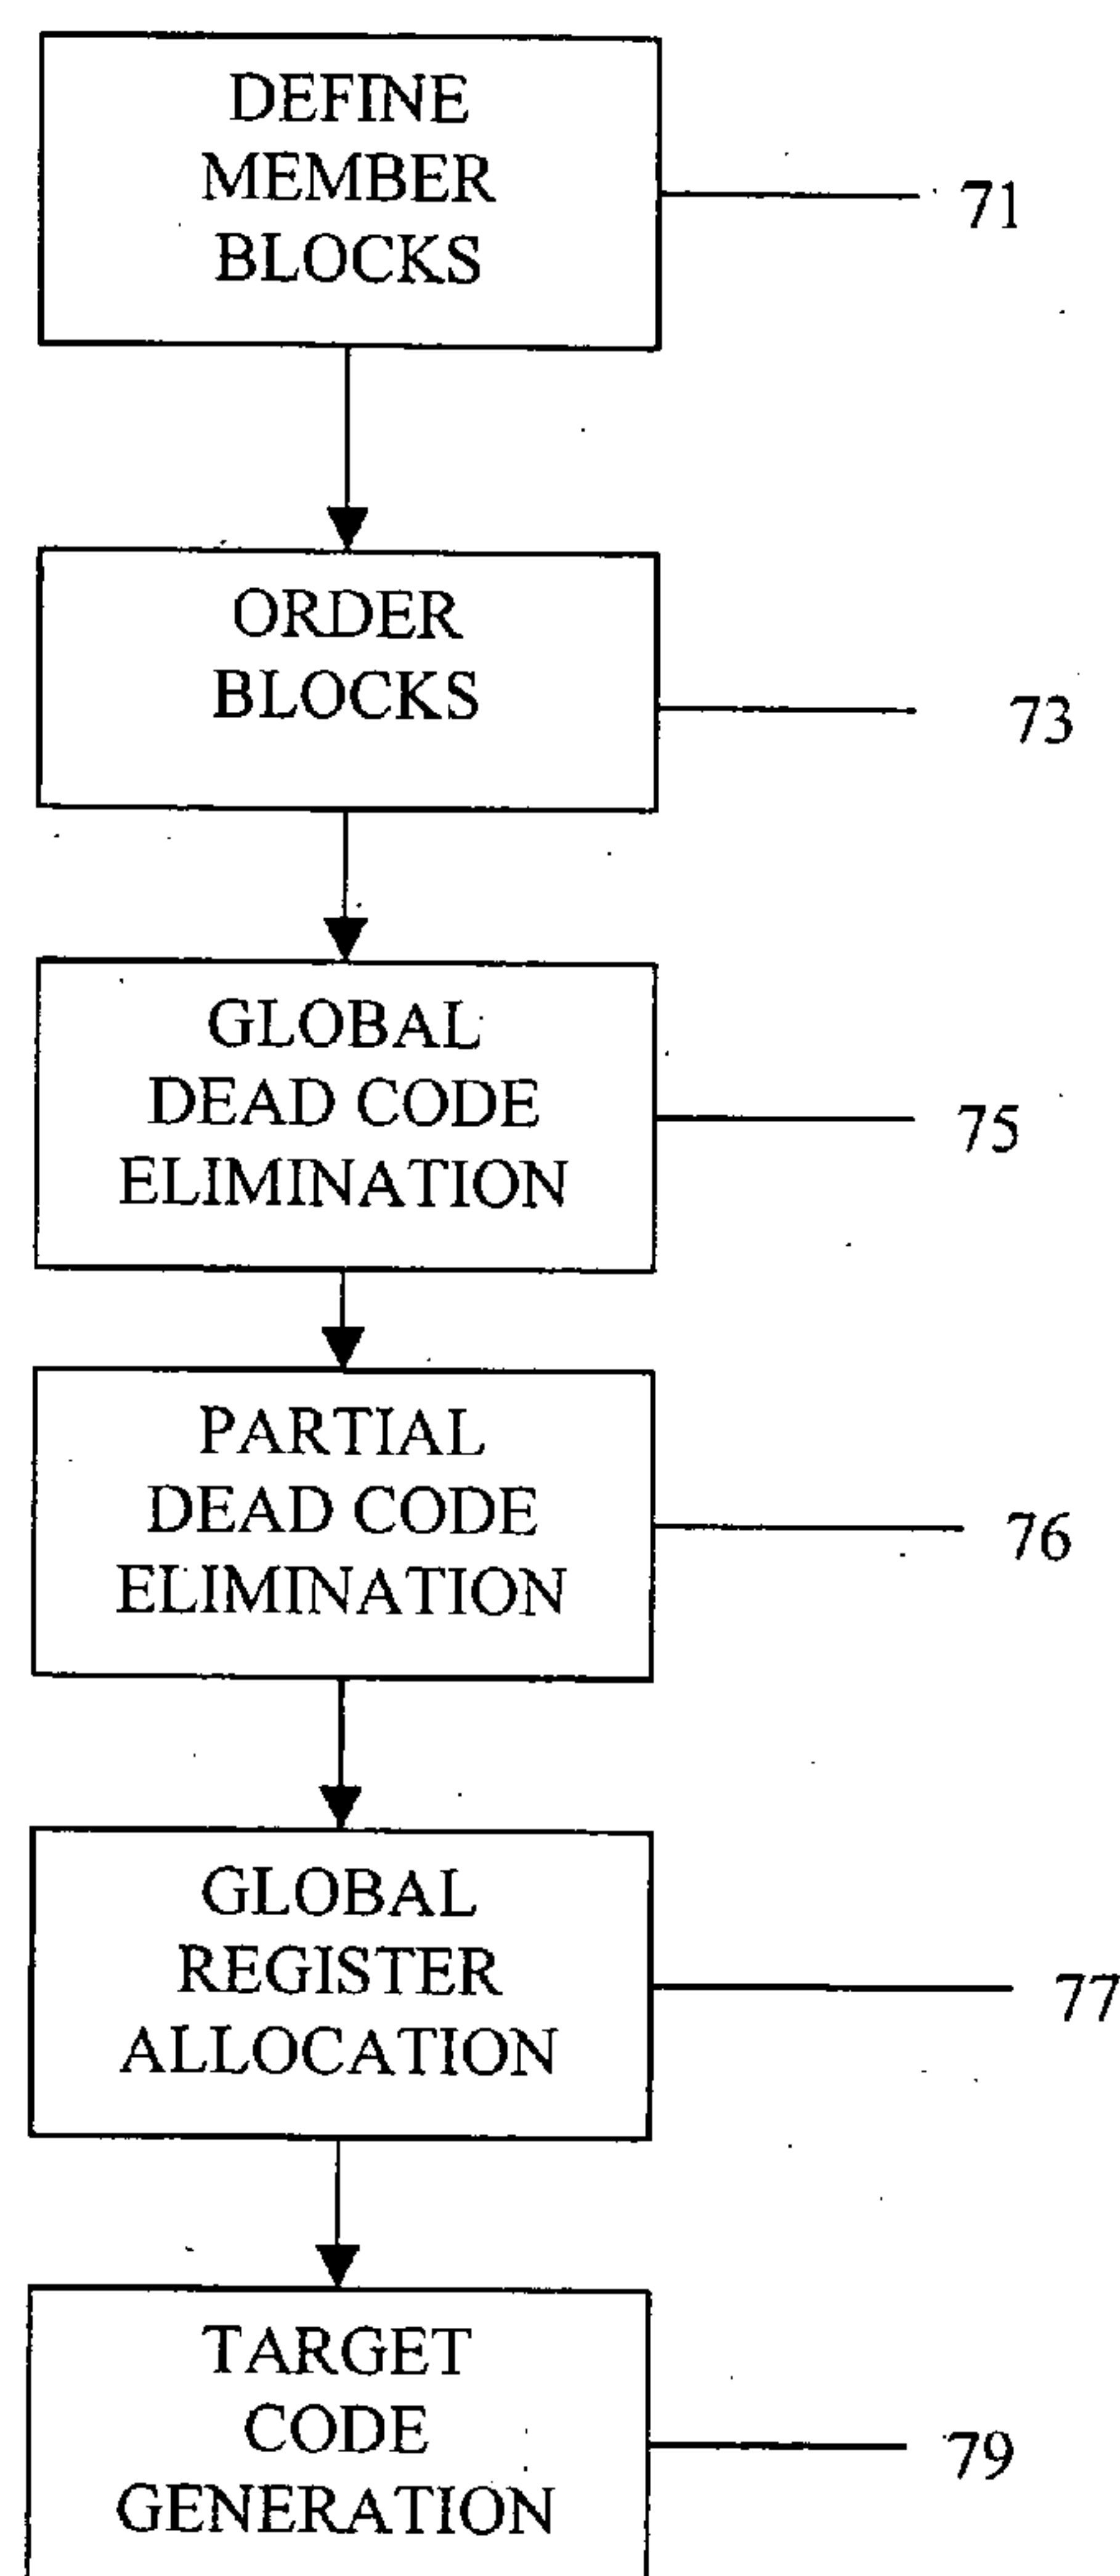 DEFINE
MEMBER
BLOCKS
71
ORDER
BLOCKS
73
GLOBAL
DEAD CODE
ELIMINATION
75
PARTIAL
DEAD CODE
ELIMINATION
76
GLOBAL
REGISTER
ALLOCATION
77
TARGET
CODE
GENERATION
79